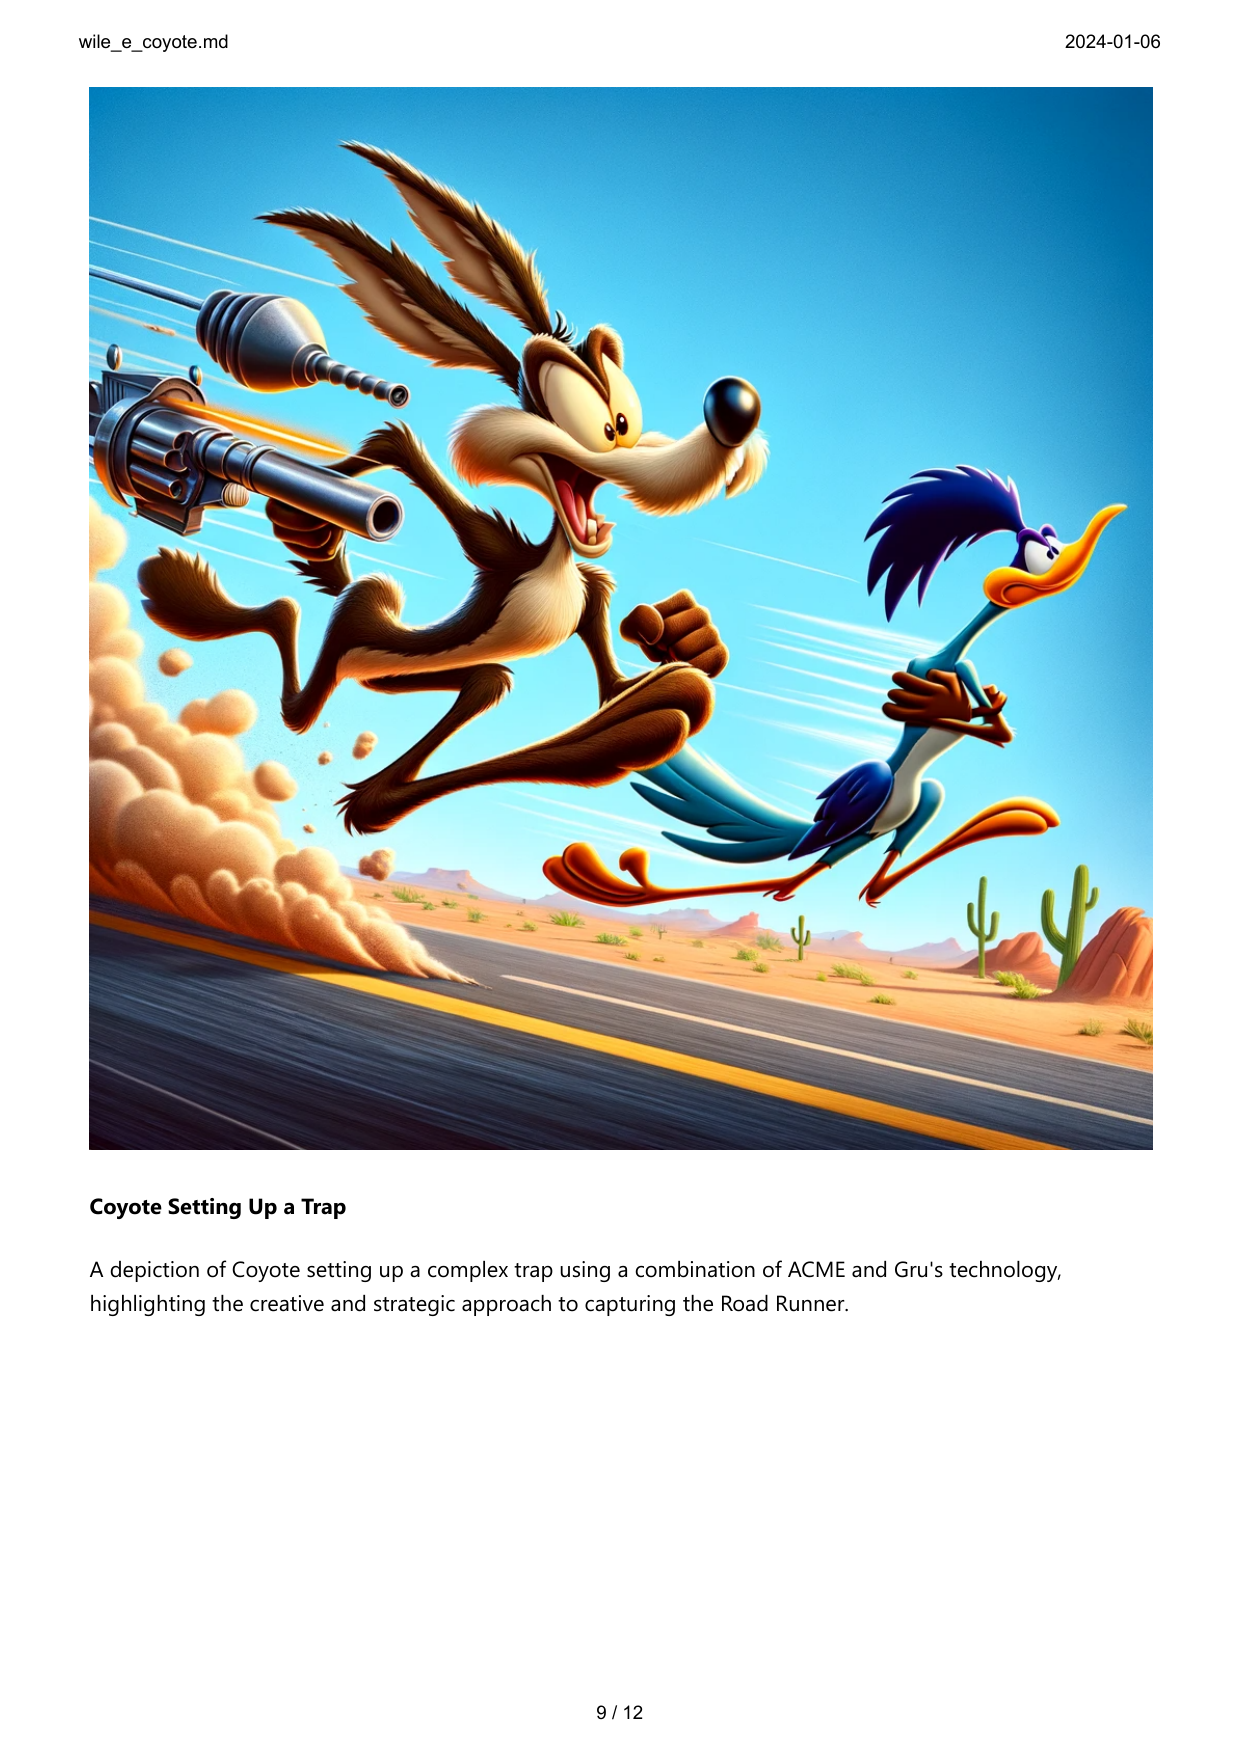 wile_e_coyote.md
2024-01-06
Coyote Setting Up a Trap
A depiction of Coyote setting up a complex trap using a combination of ACME and Gru's technology,
highlighting the creative and strategic approach to capturing the Road Runner.
9 / 12